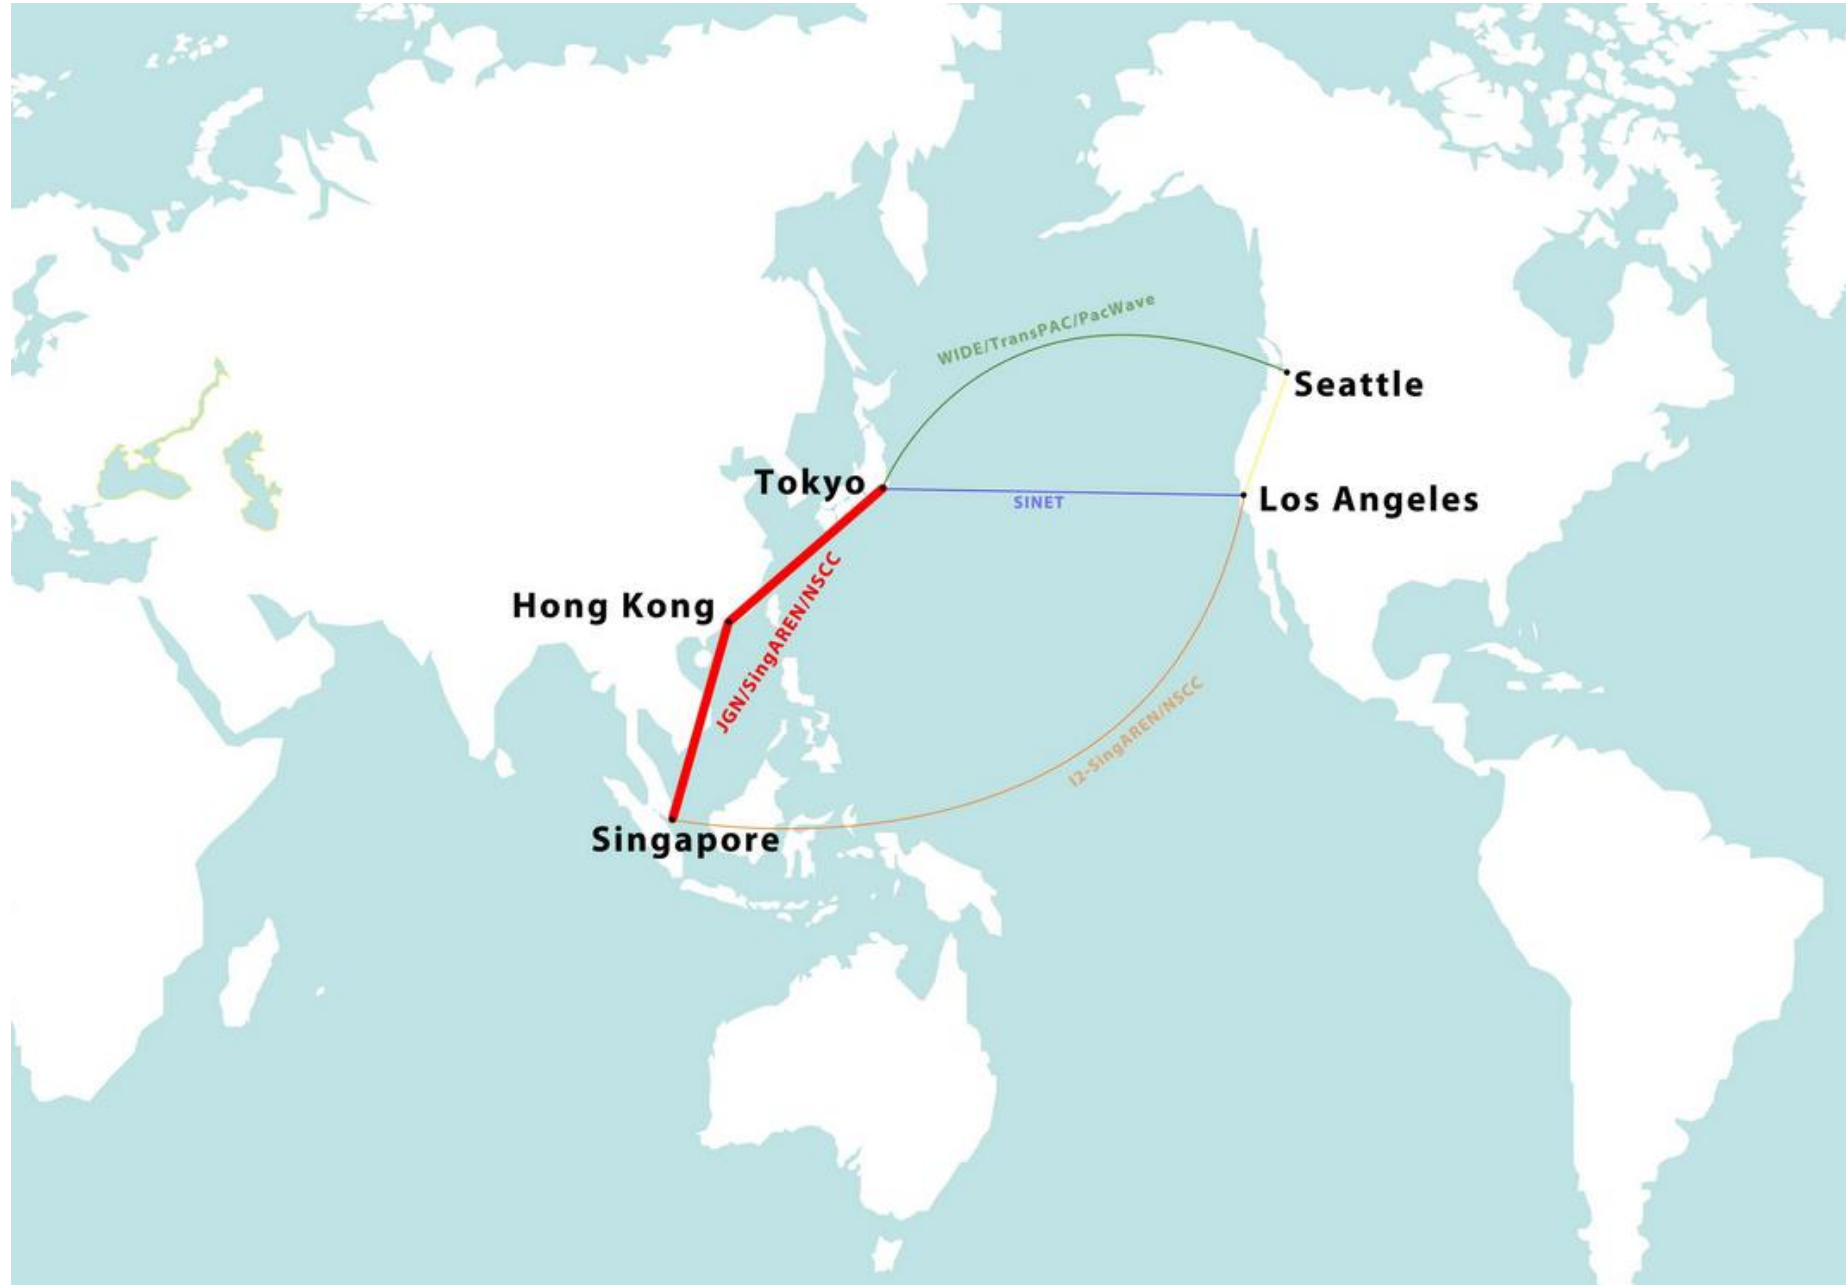 WIDE/TransPAC/PacWave
Seattle
Tokyo
SINET
Los Angeles
Hong Kong
JGN/SingAREN/NSCC
I2-SingAREN/NSCC
Singapore